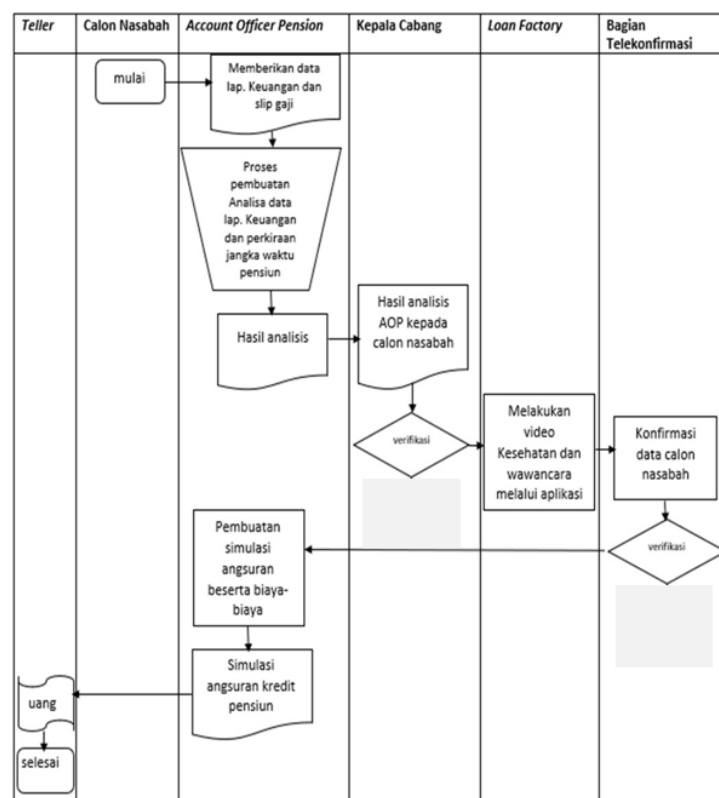 Teller
Calon Nasabah
Account Officer Pension
Kepala Cabang
Loan Factory
Bagian
Telekonfirmasi
mulai
Memberikan data
lap. Keuangan dan
slip gaji
Proses
pembuatan
Analisa data
lap. Keuangan
dan perkiraan
jangka waktu
pensiun
Hasil analisis
Hasil analisis
AOP kepada
calon nasabah
verifikasi
Melakukan
video
Kesehatan dan
wawancara
melalui aplikasi
Konfirmasi
data calon
nasabah
verifikasi
Pembuatan
simulasi
angsuran
beserta biaya-
biaya
Simulasi
angsuran kredit
pensiun
uang
selesai